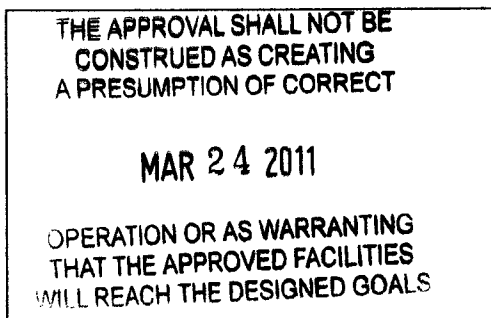 THE APPROVAL SHALL NOT BE
CONSTRUED AS CREATING
A PRESUMPTION OF CORRECT
MAR 24 2011
OPERATION OR AS WARRANTING
THAT THE APPROVED FACILITIES
WILL REACH THE DESIGNED GOALS